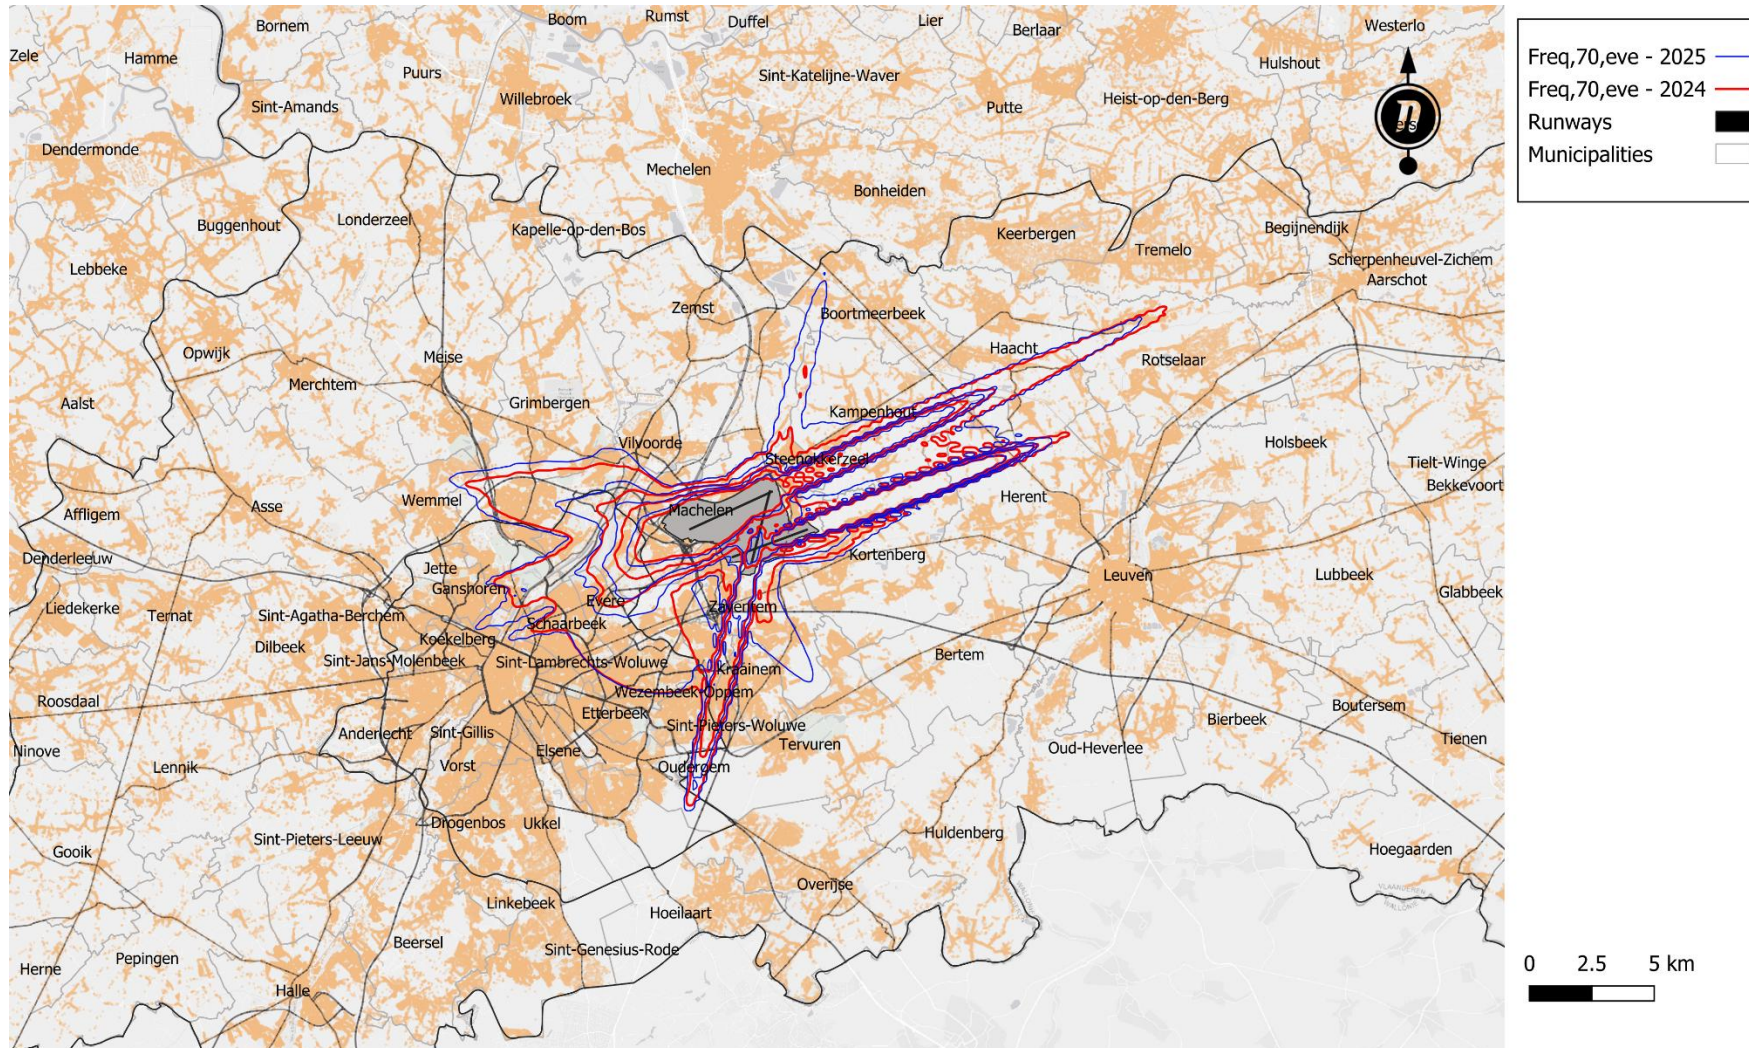 Bornem
Boom
Rumst
Duffel
Lier
Berlaar
Westerlo
Zele
Hamme
Puurs
Sint-Katelijne-Waver
Hulshout
Sint-Amands
Willebroek
Putte
Heist-op-den-Berg
Dendermonde
Mechelen
Bonheiden
Buggenhout
Londerzeel
Kapelle-op-den-Bos
Keerbergen
Tremelo
Begijnendijk
Lebbeke
Scherpenheuvel-Zichem
Aarschot
Zemst
Boortmeerbeek
Opwijk
Meise
Haacht
Rotselaar
Merchtem
Aalst
Grimbergen
Kampenhout
Vilvoorde
Holsbeek
Steenokkerzeel
Tielt-Winge
Bekkevoort
Affligem
Asse
Wemmel
Machelen
Herent
Denderleeuw
Jette
Kortenberg
Ganshoren
Leuven
Lubbeek
Glabbeek
Liedekerke
Ternat
Sint-Agatha-Berchem
Evere
Zaventem
Schaarbeek
Dilbeek
Koekelberg
Sint-Jans-Molenbeek
Sint-Lambrechts-Woluwe
Kraainem
Bertem
Roosdaal
Wezembeek-Oppem
Etterbeek
Anderlecht
Sint-Gillis
Sint-Pieters-Woluwe
Bierbeek
Boutersem
Ninove
Lennik
Elsene
Tervuren
Oud-Heverlee
Tienen
Vorst
Oudergem
Drogenbos
Ukkel
Sint-Pieters-Leeuw
Huldenberg
Gooik
Hoegaarden
Overijse
VLAANDEREN
WALLONIE
Linkebeek
Hoeilaart
Beersel
Sint-Genesius-Rode
Herne
Pepingen
Halle
Freq,70,eve - 2025
Freq,70,eve - 2024
Runways
Municipalities
0 2.5 5 km